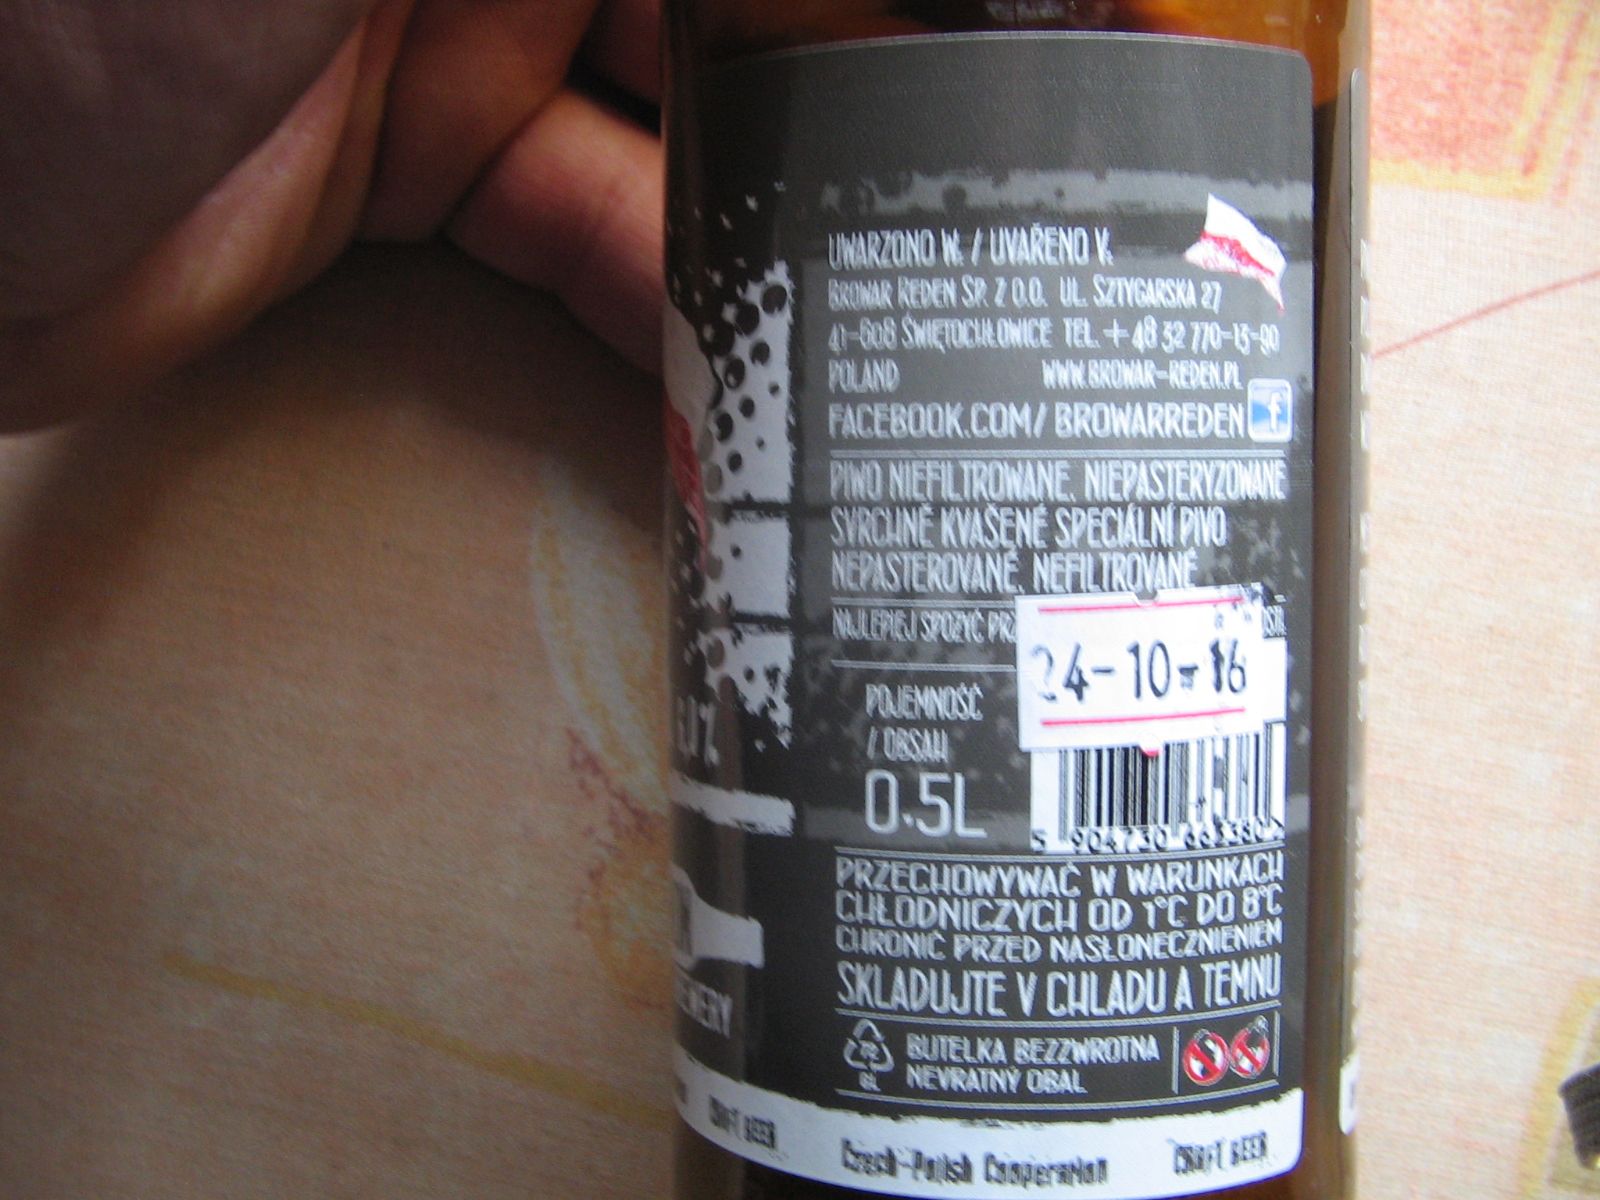 UWARZONO W: / UVAŘENO V:
BROWAR REDEN SP. Z O.O. UL. SZTYGARSKA 27
41-608 ŚWIĘTOCHŁOWICE TEL. +48 32 770-13-90
POLAND WWW.BROWAR-REDEN.PL
FACEBOOK.COM/ BROWARREDEN f
PIWO NIEFILTROWANE, NIEPASTERYZOWANE
SVRCHNĚ KVAŠENÉ SPECIÁLNÍ PIVO
NEPASTEROVANÉ, NEFILTROVANÉ
NAJLEPIEJ SPOŻYĆ
24-10-16
POJEMNOŚĆ
/ OBSAH
0.5L
PRZECHOWYWAĆ W WARUNKACH
CHŁODNICZYCH OD 1°C DO 8°C
CHRONIĆ PRZED NASŁONECZNIENIEM
SKLADUJTE V CHLADU A TEMNU
GL
BUTELKA BEZZWROTNA
NEVRATNÝ OBAL
CRAFT BEER Czech-Polish Cooperation CRAFT BEER